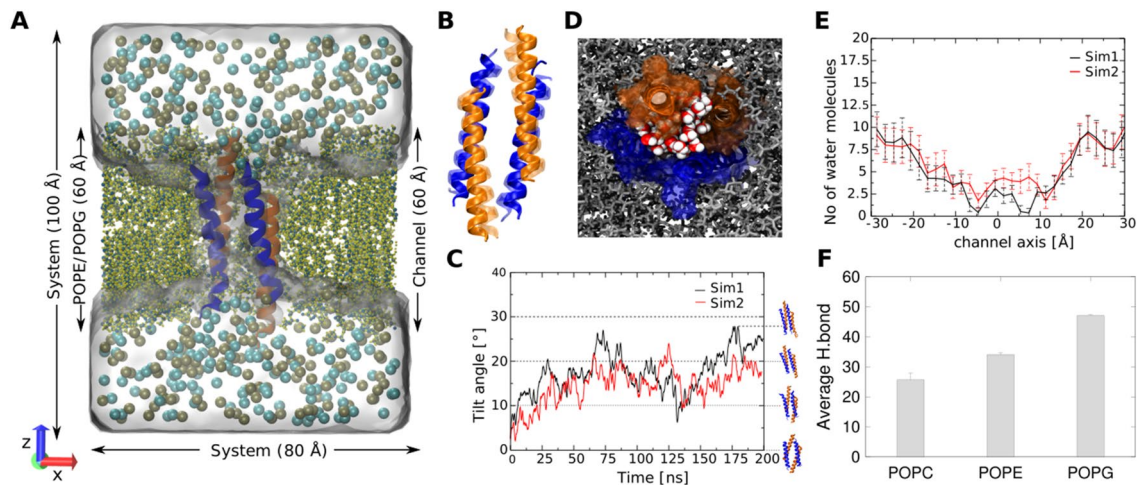 A
System (100 Å)
POPE/POPG (60 Å)
Channel (60 Å)
System (80 Å)
z
x
B
C
Tilt angle [°]
40
30
20
10
0
Sim1
Sim2
0 25 50 75 100 125 150 175 200
Time [ns]
D
E
No of water molecules
20
17.5
15
12.5
10
7.5
5
2.5
0
Sim1
Sim2
-30 -20 -10 0 10 20 30
channel axis [Å]
F
Average H.bond
60
50
40
30
20
10
0
POPC POPE POPG